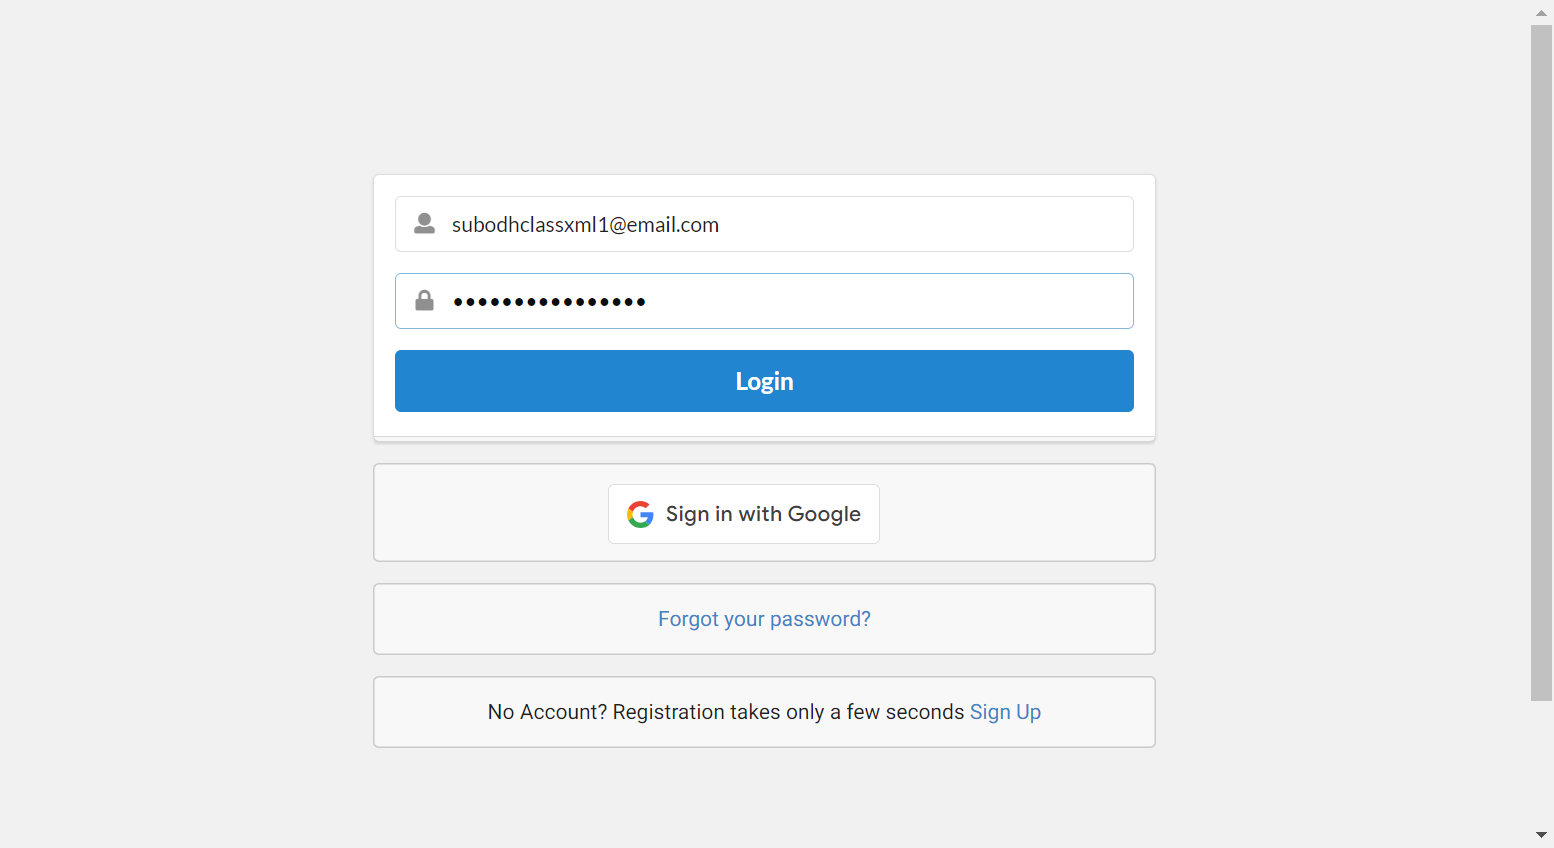 subodhclassxml1@email.com
••••••••••••••••
Login
Sign in with Google
Forgot your password?
No Account? Registration takes only a few seconds Sign Up